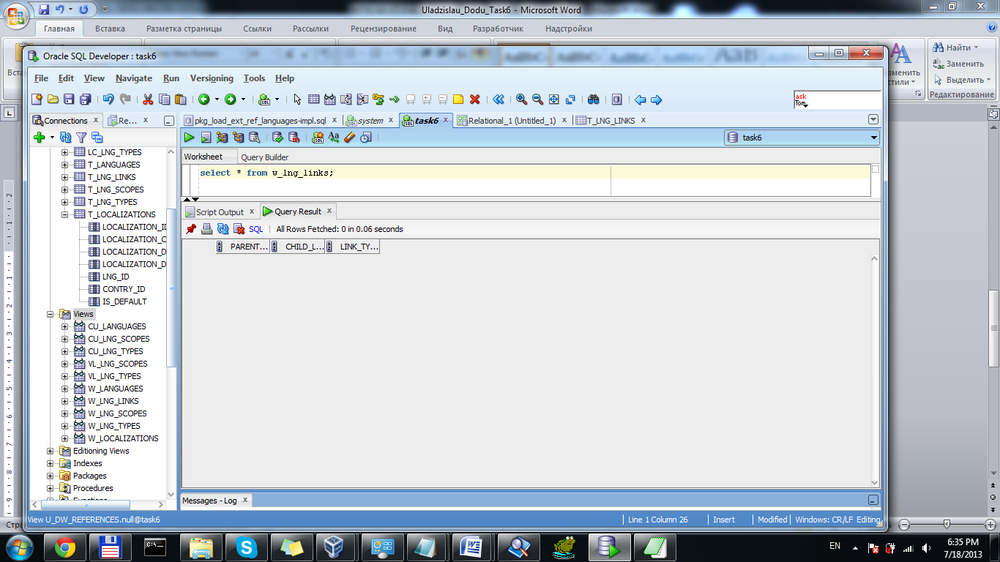 Uladzislau_Dodu_Task6 - Microsoft Word
Главная Вставка Разметка страницы Ссылки Рассылки Рецензирование Вид Разработчик Надстройки
Найти
Заменить
Выделить
Редактирование
Oracle SQL Developer : task6
File Edit View Navigate Run Versioning Tools Help
ask
Tom
Connections Re...
pkg_load_ext_ref_languages-impl.sql system task6 Relational_1 (Untitled_1) T_LNG_LINKS
task6
Worksheet Query Builder
select * from w_lng_links;
Script Output Query Result
SQL All Rows Fetched: 0 in 0.06 seconds
PARENT... CHILD_L... LINK_TY...
LC_LNG_TYPES
T_LANGUAGES
T_LNG_LINKS
T_LNG_SCOPES
T_LNG_TYPES
T_LOCALIZATIONS
LOCALIZATION_ID
LOCALIZATION_C
LOCALIZATION_D
LOCALIZATION_D
LNG_ID
CONTRY_ID
IS_DEFAULT
Views
CU_LANGUAGES
CU_LNG_SCOPES
CU_LNG_TYPES
VL_LNG_SCOPES
VL_LNG_TYPES
W_LANGUAGES
W_LNG_LINKS
W_LNG_SCOPES
W_LNG_TYPES
W_LOCALIZATIONS
Editioning Views
Indexes
Packages
Procedures
Messages - Log
View U_DW_REFERENCES.null@task6
Line 1 Column 26 Insert Modified Windows: CR/LF Editing
EN
6:35 PM
7/18/2013